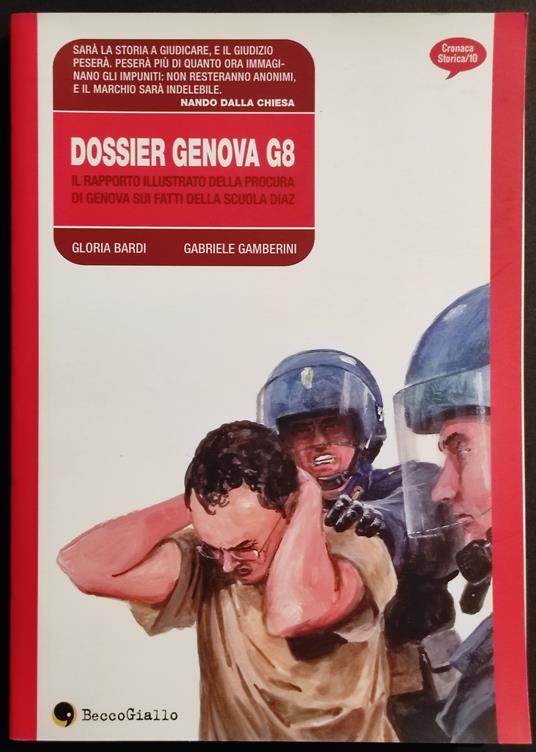 SARÀ LA STORIA A GIUDICARE, E IL GIUDIZIO
PESERÀ. PESERÀ PIÙ DI QUANTO ORA IMMAGI-
NANO GLI IMPUNITI: NON RESTERANNO ANONIMI,
E IL MARCHIO SARÀ INDELEBILE.
NANDO DALLA CHIESA
Cronaca
Storica/10
DOSSIER GENOVA G8
IL RAPPORTO ILLUSTRATO DELLA PROCURA
DI GENOVA SUI FATTI DELLA SCUOLA DIAZ
GLORIA BARDI GABRIELE GAMBERINI
BeccoGiallo